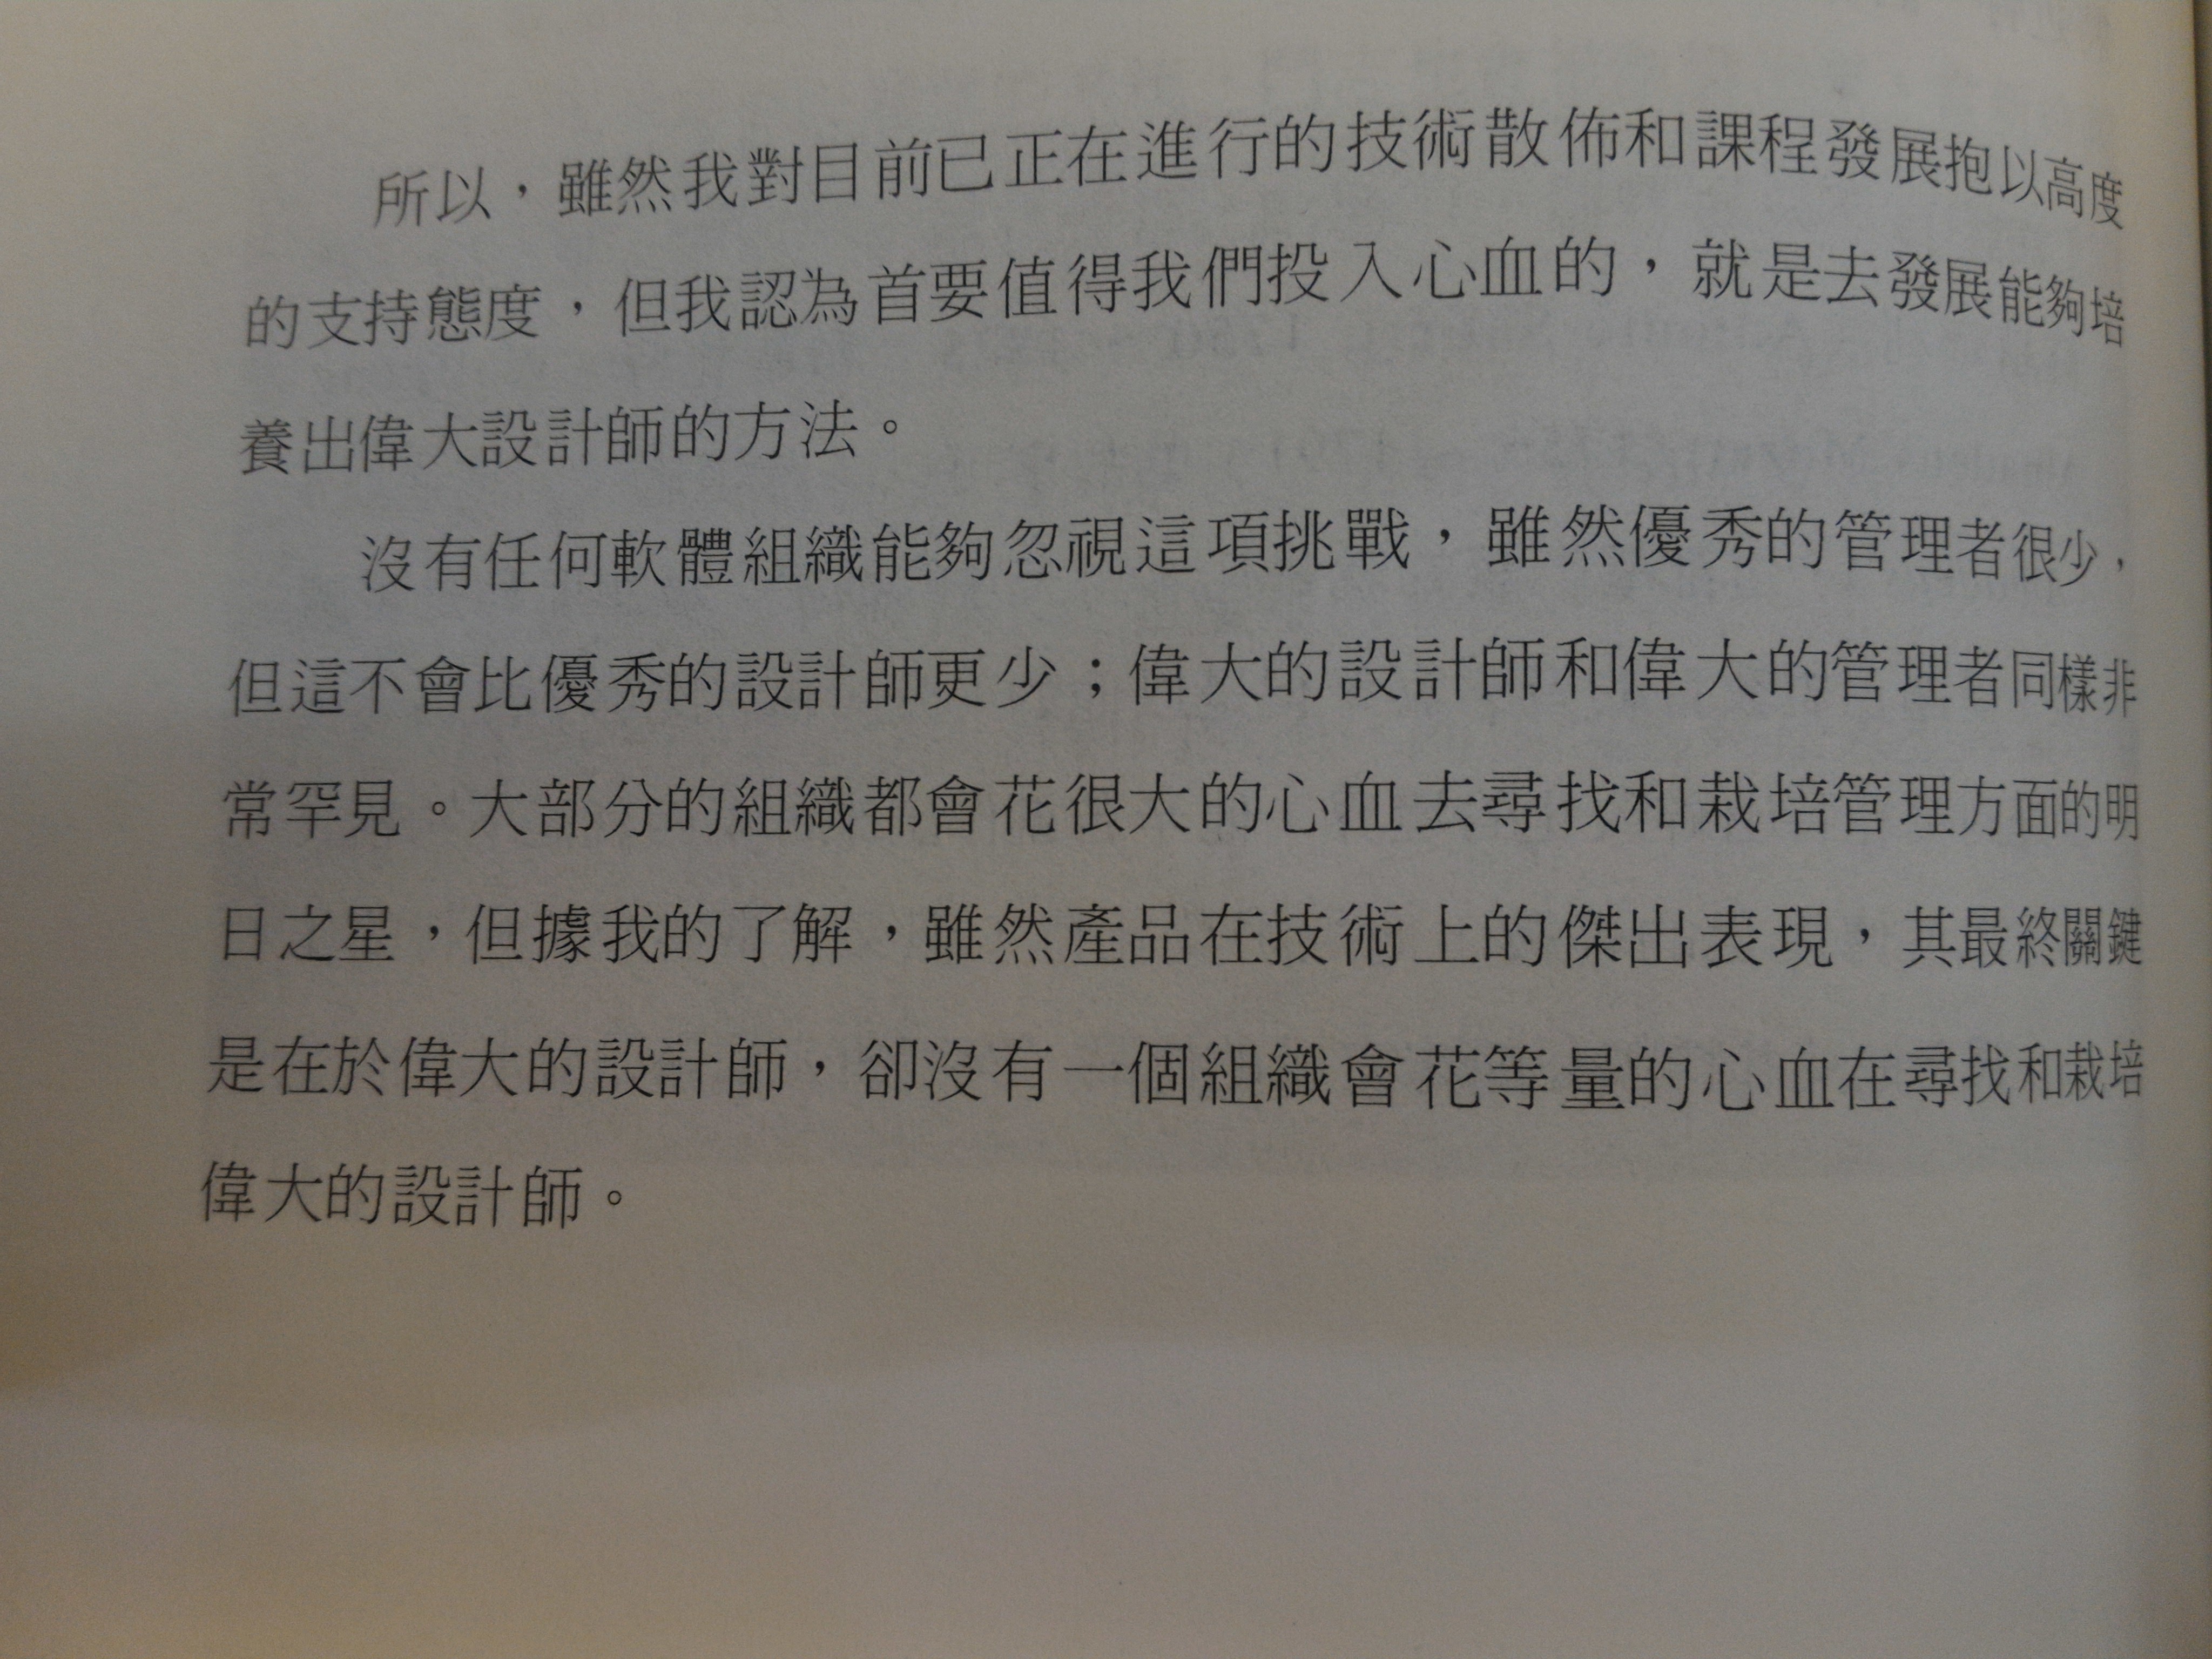 所以，雖然我對目前已正在進行的技術散佈和課程發展抱以高度
的支持態度，但我認為首要值得我們投入心血的，就是去發展能夠培
養出偉大設計師的方法。
沒有任何軟體組織能夠忽視這項挑戰，雖然優秀的管理者很少，
但這不會比優秀的設計師更少；偉大的設計師和偉大的管理者同樣非
常罕見。大部分的組織都會花很大的心血去尋找和栽培管理方面的明
日之星，但據我的了解，雖然產品在技術上的傑出表現，其最終關鍵
是在於偉大的設計師，卻沒有一個組織會花等量的心血在尋找和栽培
偉大的設計師。